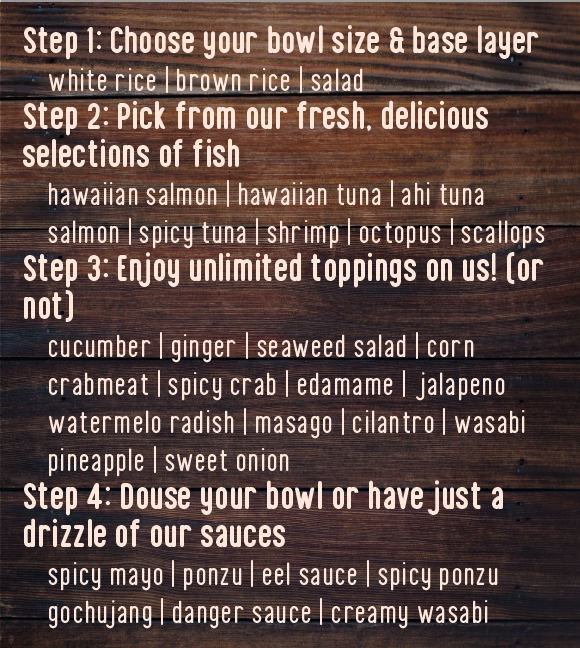 Step 1: Choose your bowl size & base layer
white rice | brown rice | salad
Step 2: Pick from our fresh, delicious
selections of fish
hawaiian salmon | hawaiian tuna | ahi tuna
salmon | spicy tuna | shrimp | octopus | scallops
Step 3: Enjoy unlimited toppings on us! (or
not)
cucumber | ginger | seaweed salad | corn
crabmeat | spicy crab | edamame | jalapeno
watermelo radish | masago | cilantro | wasabi
pineapple | sweet onion
Step 4: Douse your bowl or have just a
drizzle of our sauces
spicy mayo | ponzu | eel sauce | spicy ponzu
gochujang | danger sauce | creamy wasabi